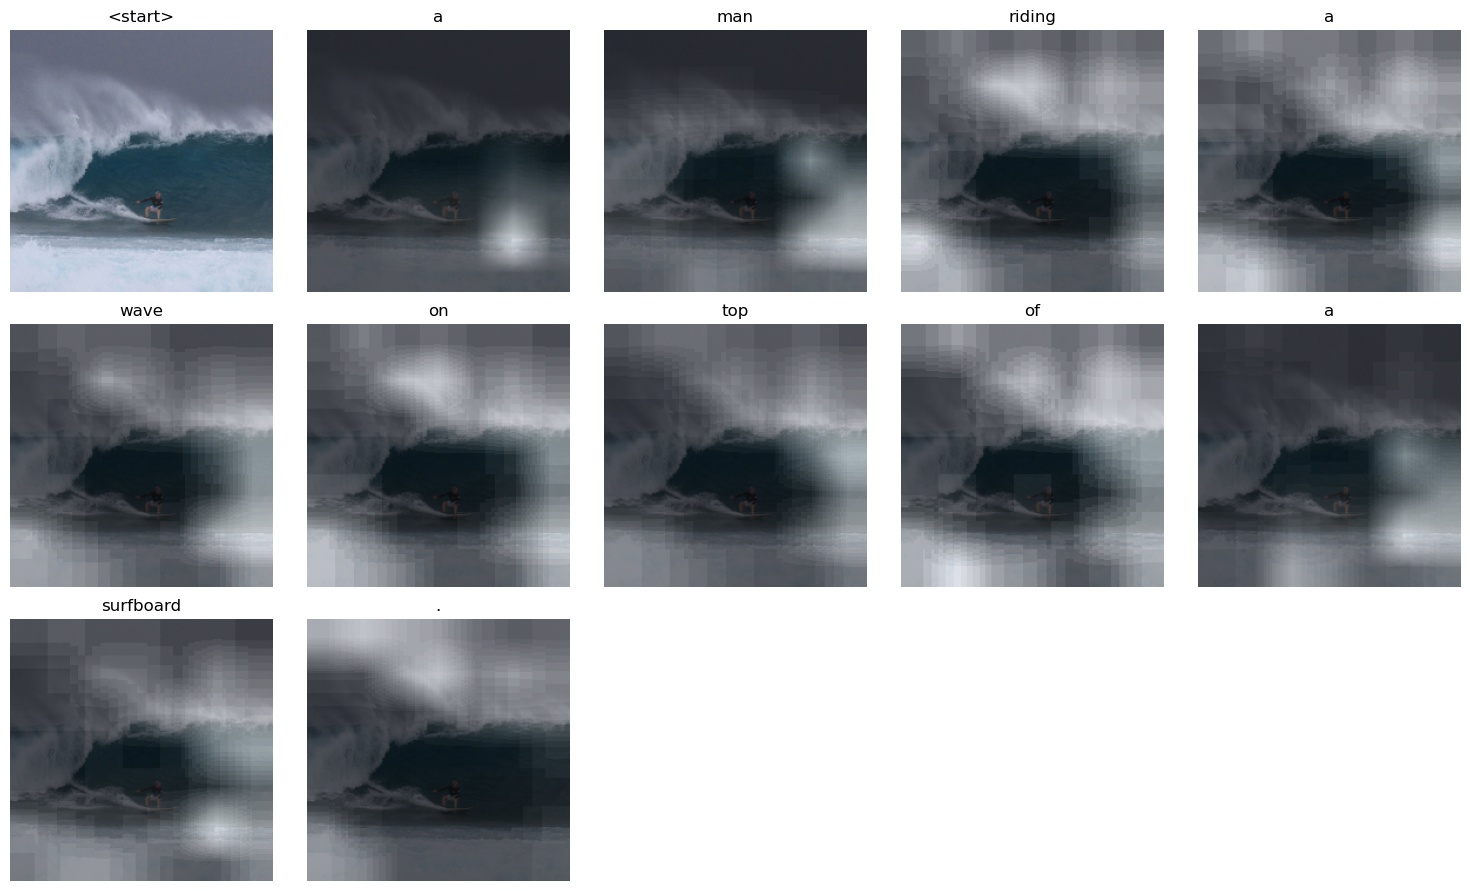 <start> a man riding a
wave on top of a
surfboard .